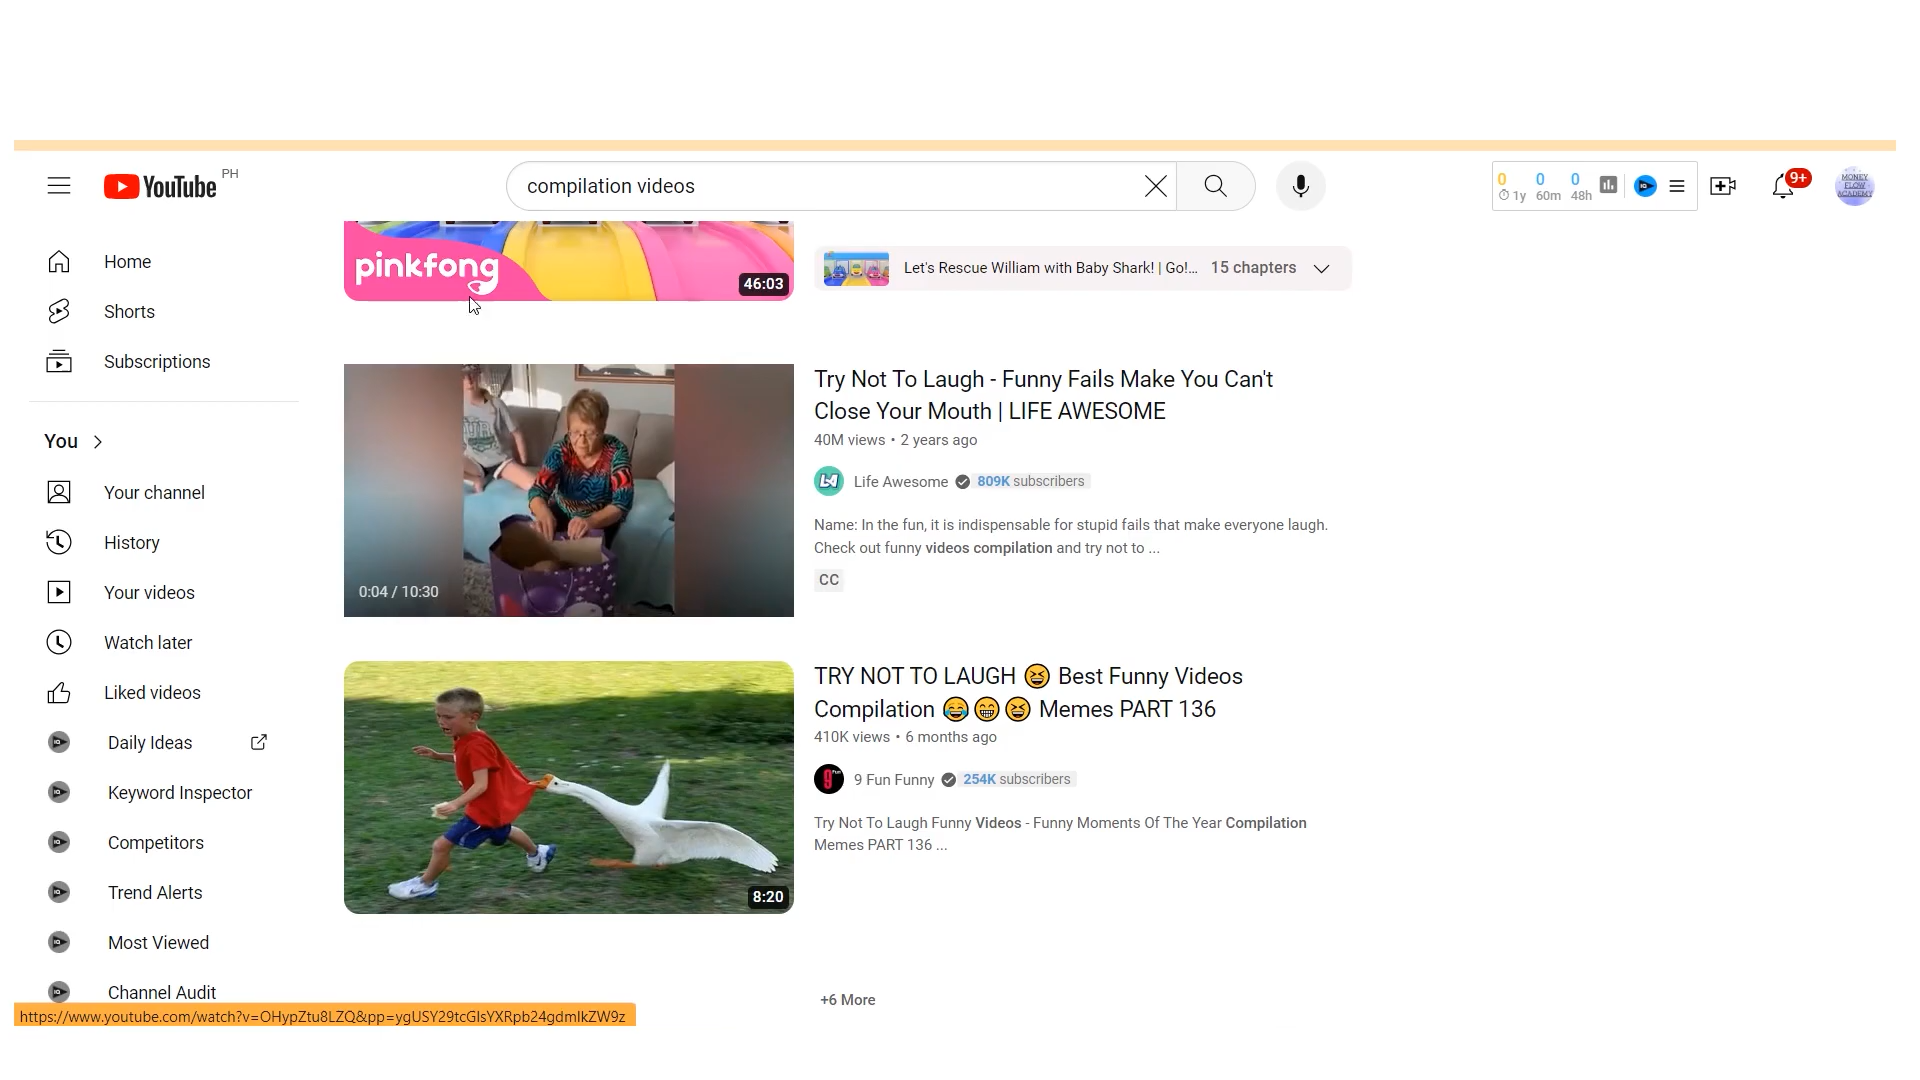 YouTube PH
compilation videos
0 0 0
1y 60m 48h
9+
MONEY
FLOW
ACADEMY
Home
Shorts
Subscriptions
You
Your channel
History
Your videos
Watch later
Liked videos
Daily Ideas
Keyword Inspector
Competitors
Trend Alerts
Most Viewed
Channel Audit
pinkfong
46:03
Let's Rescue William with Baby Shark! | Go!... 15 chapters
0:04 / 10:30
Try Not To Laugh - Funny Fails Make You Can't
Close Your Mouth | LIFE AWESOME
40M views • 2 years ago
Life Awesome 809K subscribers
Name: In the fun, it is indispensable for stupid fails that make everyone laugh.
Check out funny videos compilation and try not to ...
CC
8:20
TRY NOT TO LAUGH 😆 Best Funny Videos
Compilation 😂😁😆 Memes PART 136
410K views • 6 months ago
9 Fun Funny 254K subscribers
Try Not To Laugh Funny Videos - Funny Moments Of The Year Compilation
Memes PART 136 ...
+6 More
https://www.youtube.com/watch?v=OHypZtu8LZQ&pp=ygUSY29tcGlsYXRpb24gdmlkZW9z